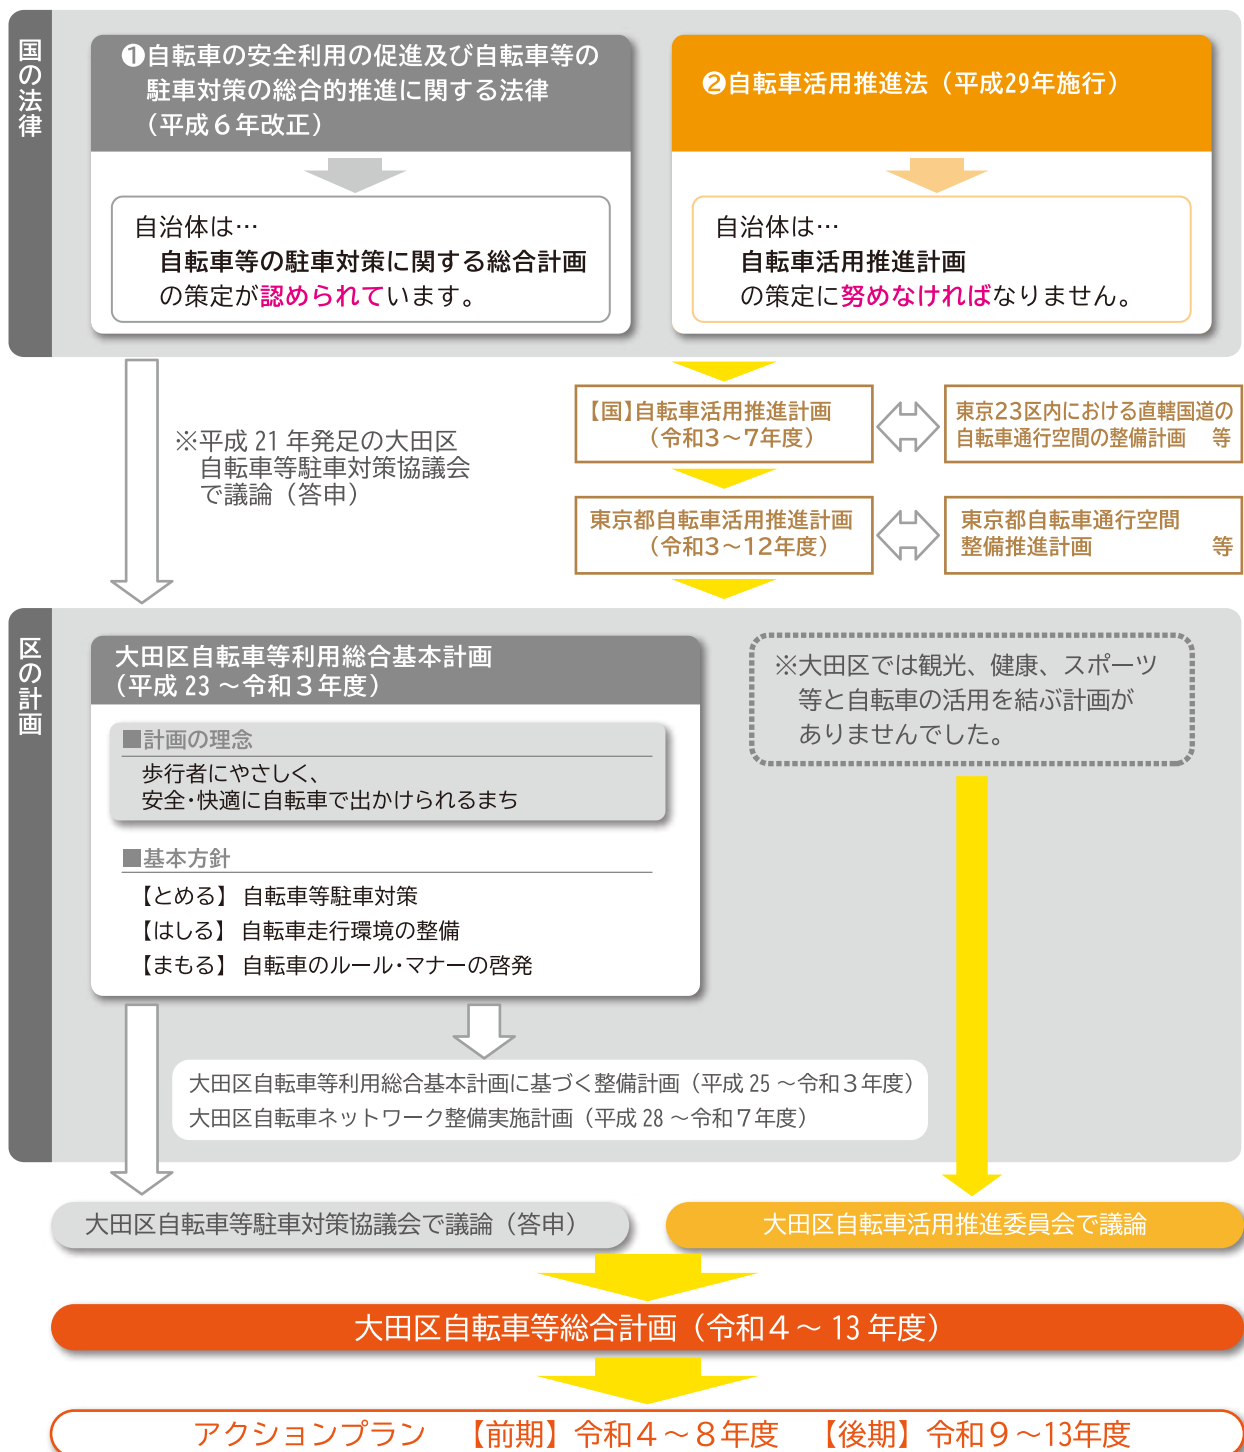 国の法律
❶自転車の安全利用の促進及び自転車等の
駐車対策の総合的推進に関する法律
（平成６年改正）
自治体は…
自転車等の駐車対策に関する総合計画
の策定が認められています。
❷自転車活用推進法（平成29年施行）
自治体は…
自転車活用推進計画
の策定に努めなければなりません。
※平成 21 年発足の大田区
自転車等駐車対策協議会
で議論（答申）
【国】自転車活用推進計画
（令和3～7年度）
東京23区内における直轄国道の
自転車通行空間の整備計画　等
東京都自転車活用推進計画
（令和3～12年度）
東京都自転車通行空間
整備推進計画　等
区の計画
大田区自転車等利用総合基本計画
（平成 23 ～令和３年度）
■計画の理念
歩行者にやさしく、
安全・快適に自転車で出かけられるまち
■基本方針
【とめる】 自転車等駐車対策
【はしる】 自転車走行環境の整備
【まもる】 自転車のルール・マナーの啓発
※大田区では観光、健康、スポーツ
等と自転車の活用を結ぶ計画が
ありませんでした。
大田区自転車等利用総合基本計画に基づく整備計画（平成 25 ～令和３年度）
大田区自転車ネットワーク整備実施計画（平成 28 ～令和７年度）
大田区自転車等駐車対策協議会で議論（答申）
大田区自転車活用推進委員会で議論
大田区自転車等総合計画（令和４～ 13 年度）
アクションプラン　【前期】令和４～８年度　【後期】令和９～13年度